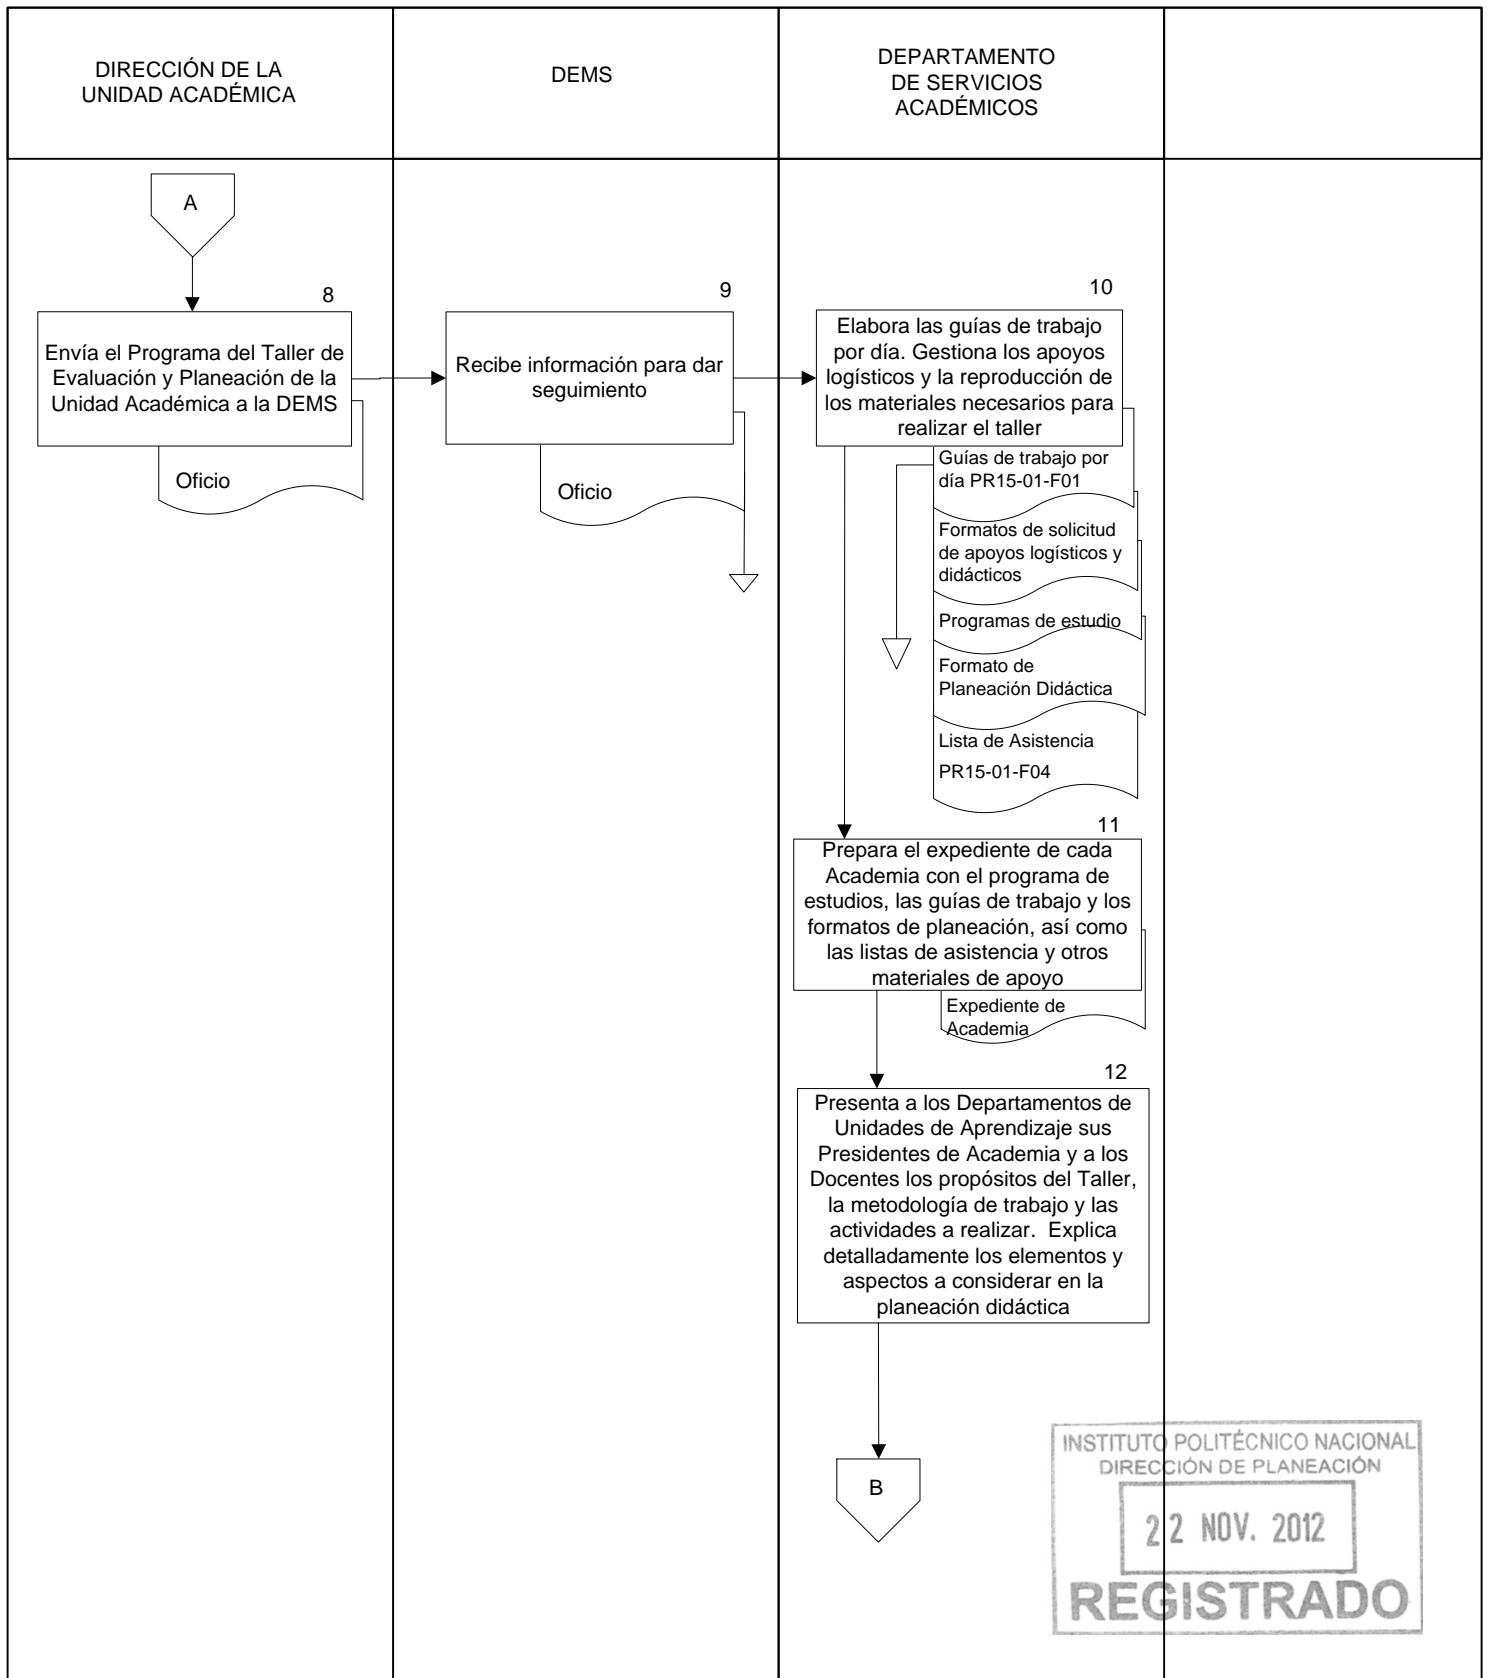 DIRECCIÓN DE LA
UNIDAD ACADÉMICA
DEMS
DEPARTAMENTO
DE SERVICIOS
ACADÉMICOS
A
8
Envía el Programa del Taller de
Evaluación y Planeación de la
Unidad Académica a la DEMS
Oficio
9
Recibe información para dar
seguimiento
Oficio
10
Elabora las guías de trabajo
por día. Gestiona los apoyos
logísticos y la reproducción de
los materiales necesarios para
realizar el taller
Guías de trabajo por
día PR15-01-F01
Formatos de solicitud
de apoyos logísticos y
didácticos
Programas de estudio
Formato de
Planeación Didáctica
Lista de Asistencia
PR15-01-F04
11
Prepara el expediente de cada
Academia con el programa de
estudios, las guías de trabajo y los
formatos de planeación, así como
las listas de asistencia y otros
materiales de apoyo
Expediente de
Academia
12
Presenta a los Departamentos de
Unidades de Aprendizaje sus
Presidentes de Academia y a los
Docentes los propósitos del Taller,
la metodología de trabajo y las
actividades a realizar.  Explica
detalladamente los elementos y
aspectos a considerar en la
planeación didáctica
B
INSTITUTO POLITÉCNICO NACIONAL
DIRECCIÓN DE PLANEACIÓN
22 NOV. 2012
REGISTRADO